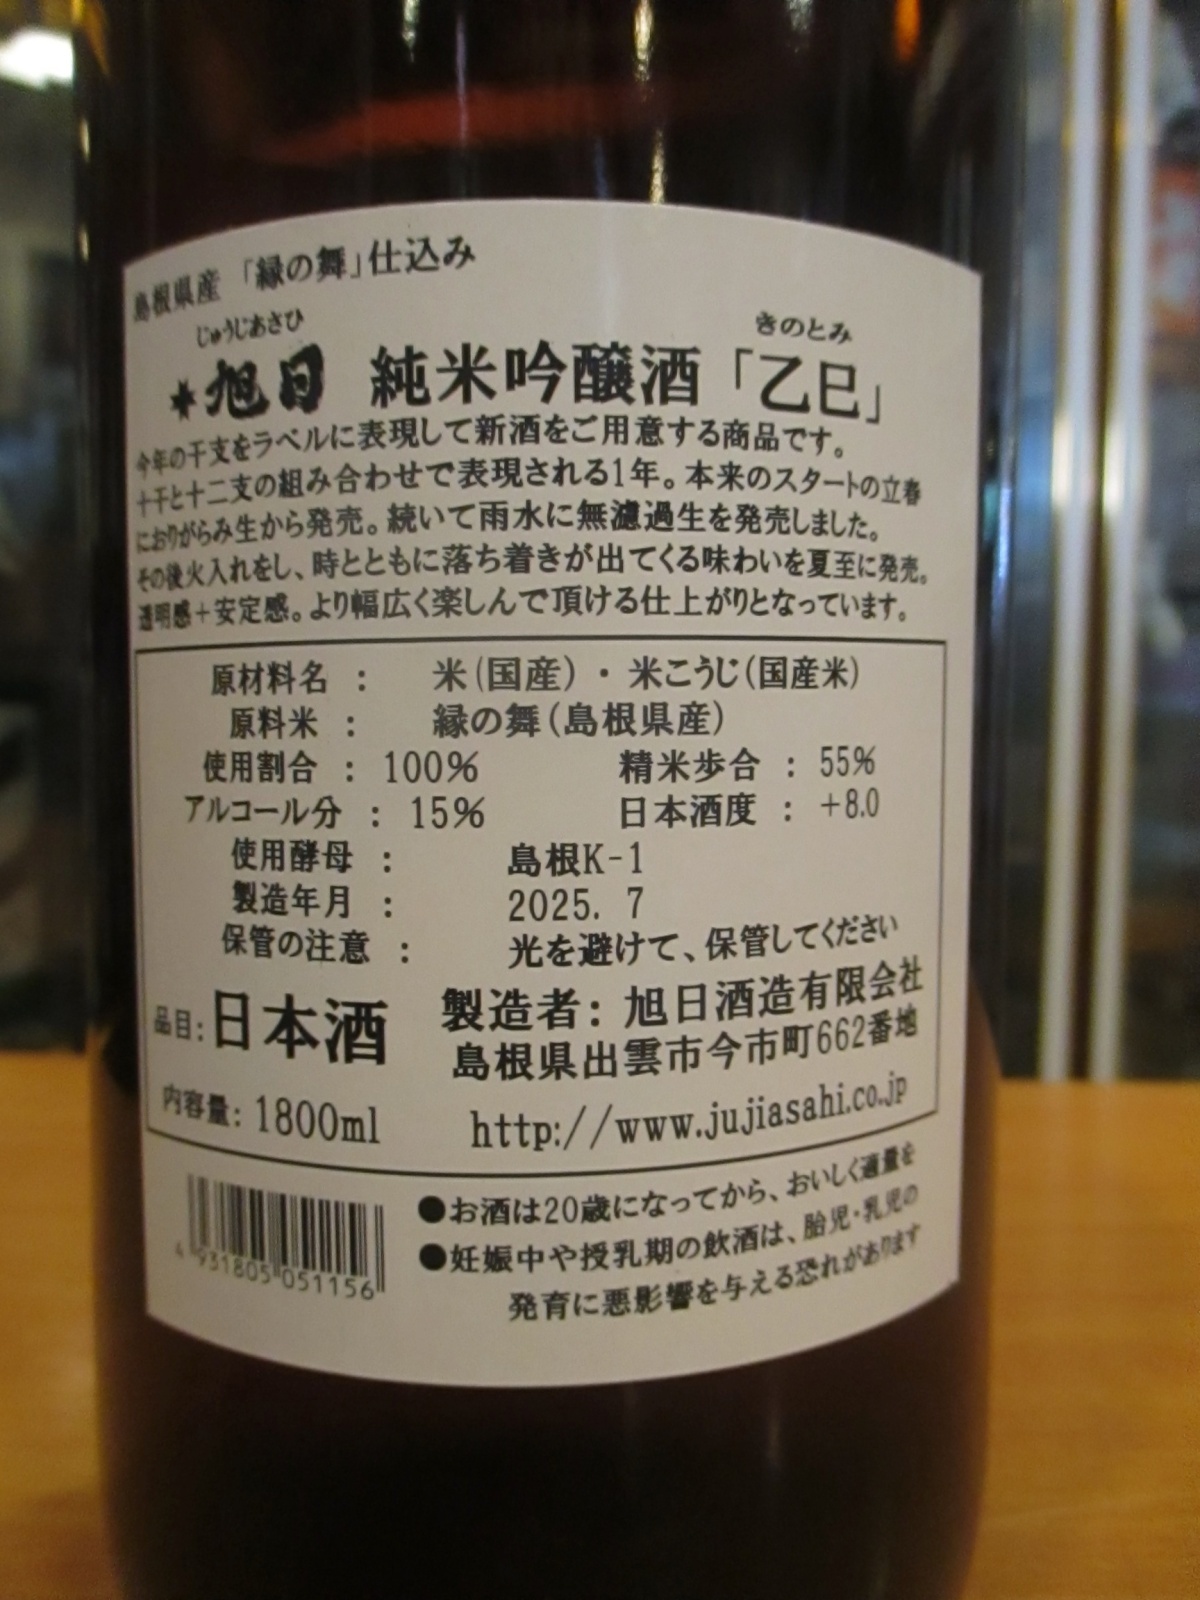 島根県産 「縁の舞」仕込み
じゅうじあさひ きのとみ
旭日 純米吟醸酒「乙巳」
今年の干支をラベルに表現して新酒をご用意する商品です。
十干と十二支の組み合わせで表現される1年。本来のスタートの立春
におりがらみ生から発売。続いて雨水に無濾過生を発売しました。
その後火入れをし、時とともに落ち着きが出てくる味わいを夏至に発売。
透明感＋安定感。より幅広く楽しんで頂ける仕上がりとなっています。
原材料名 : 米(国産)・米こうじ(国産米)
原料米 : 縁の舞(島根県産)
使用割合 : 100% 精米歩合 : 55%
アルコール分 : 15% 日本酒度 : +8.0
使用酵母 : 島根K-1
製造年月 : 2025. 7
保管の注意 : 光を避けて、保管してください
品目:日本酒 製造者: 旭日酒造有限会社
島根県出雲市今市町662番地
内容量: 1800ml http://www.jujiasahi.co.jp
●お酒は20歳になってから、おいしく適量を
●妊娠中や授乳期の飲酒は、胎児・乳児の
発育に悪影響を与える恐れがあります
4 931805 051156